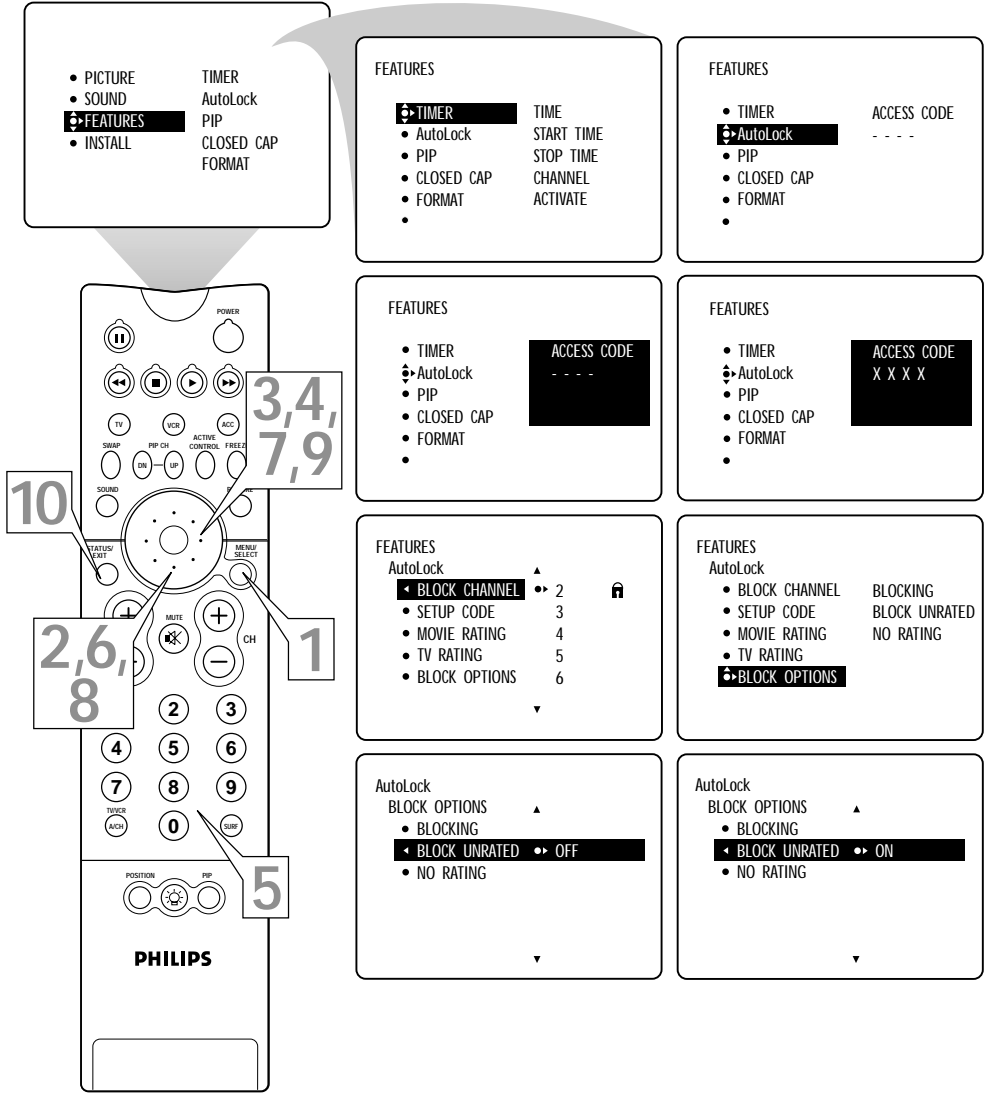 PICTURE TIMER
SOUND AutoLock
FEATURES PIP
INSTALL CLOSED CAP
FORMAT
FEATURES
TIMER TIME
AutoLock START TIME
PIP STOP TIME
CLOSED CAP CHANNEL
FORMAT ACTIVATE
FEATURES
TIMER ACCESS CODE
AutoLock - - - -
PIP
CLOSED CAP
FORMAT
FEATURES
TIMER ACCESS CODE
AutoLock - - - -
PIP
CLOSED CAP
FORMAT
FEATURES
TIMER ACCESS CODE
AutoLock X X X X
PIP
CLOSED CAP
FORMAT
FEATURES
AutoLock
BLOCK CHANNEL 2
SETUP CODE 3
MOVIE RATING 4
TV RATING 5
BLOCK OPTIONS 6
FEATURES
AutoLock
BLOCK CHANNEL BLOCKING
SETUP CODE BLOCK UNRATED
MOVIE RATING NO RATING
TV RATING
BLOCK OPTIONS
AutoLock
BLOCK OPTIONS
BLOCKING
BLOCK UNRATED OFF
NO RATING
AutoLock
BLOCK OPTIONS
BLOCKING
BLOCK UNRATED ON
NO RATING
POWER
TV VCR ACC
SWAP PIP CH ACTIVE CONTROL
DN UP
SOUND
STATUS/
EXIT
MENU/
SELECT
MUTE
CH
2 3
4 5 6
7 8 9
TV/VCR
A/CH 0 SURF
POSITION PIP
PHILIPS
3,4,
7,9
10
2,6,
8
1
5